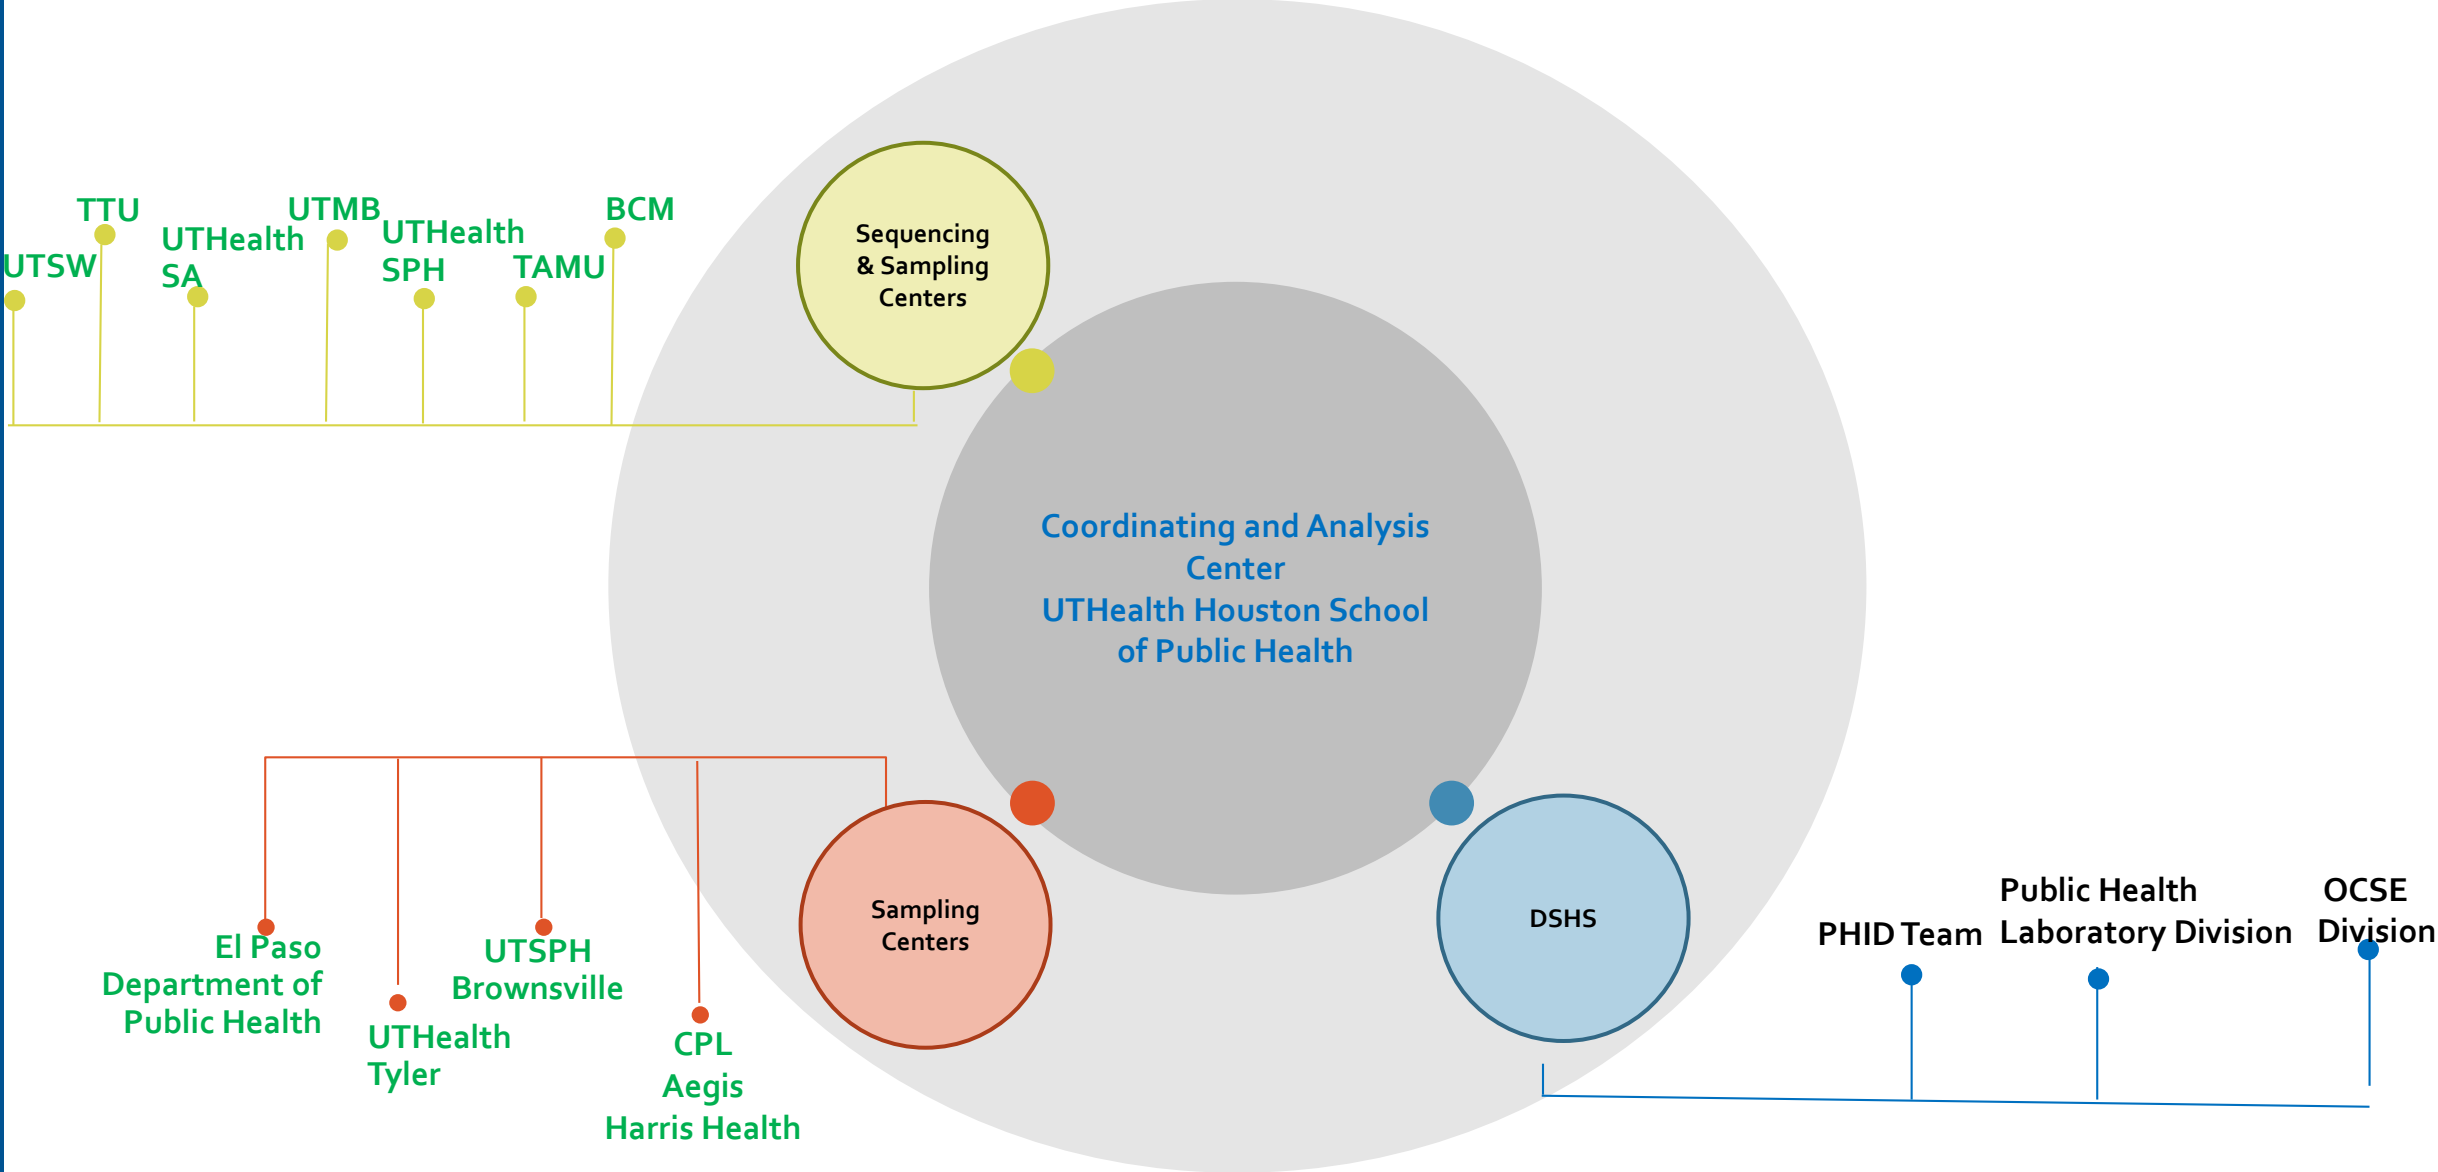 TTU
UTMB
BCM
UTHealth
SA
UTHealth
SPH
UTSW
TAMU
Sequencing
& Sampling
Centers
Coordinating and Analysis
Center
UTHealth Houston School
of Public Health
Sampling
Centers
DSHS
El Paso
Department of
Public Health
UTHealth
Tyler
UTSPH
Brownsville
CPL
Aegis
Harris Health
PHID Team
Public Health
Laboratory Division
OCSE
Division